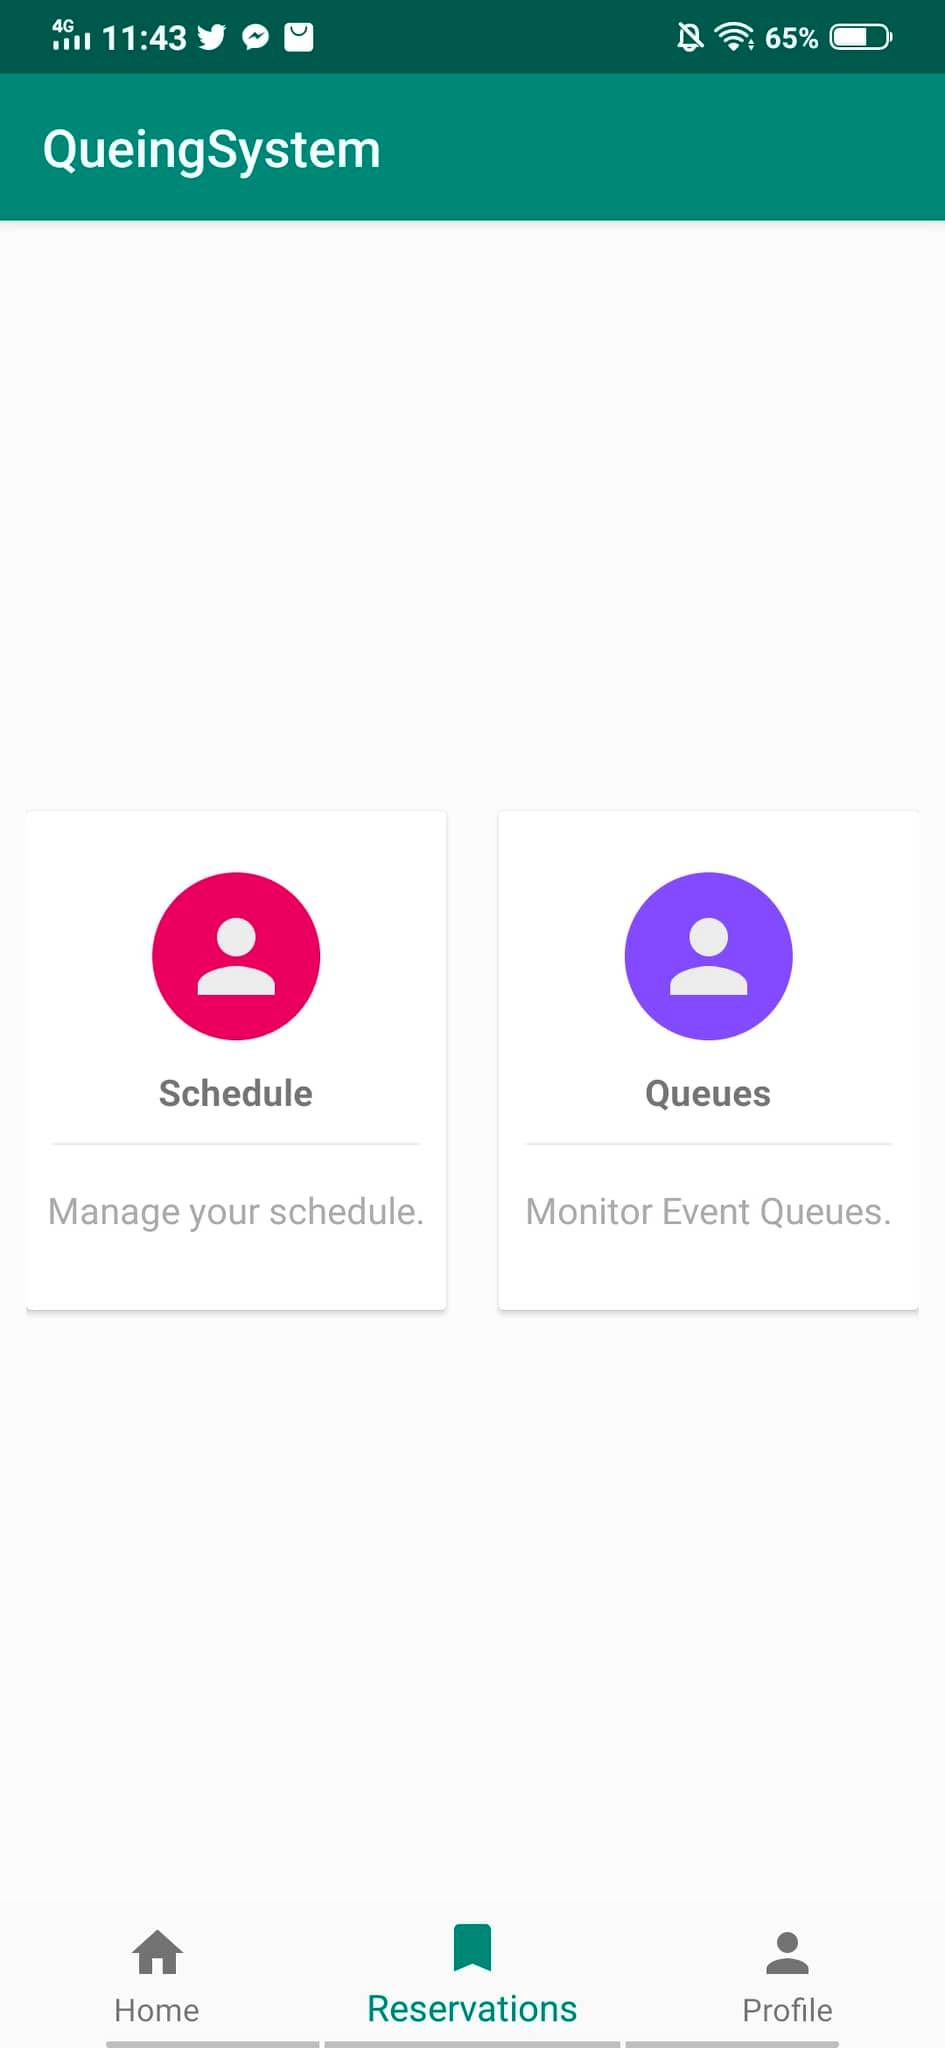 4G 11:43 65%
QueingSystem
Schedule
Manage your schedule.
Queues
Monitor Event Queues.
Home Reservations Profile